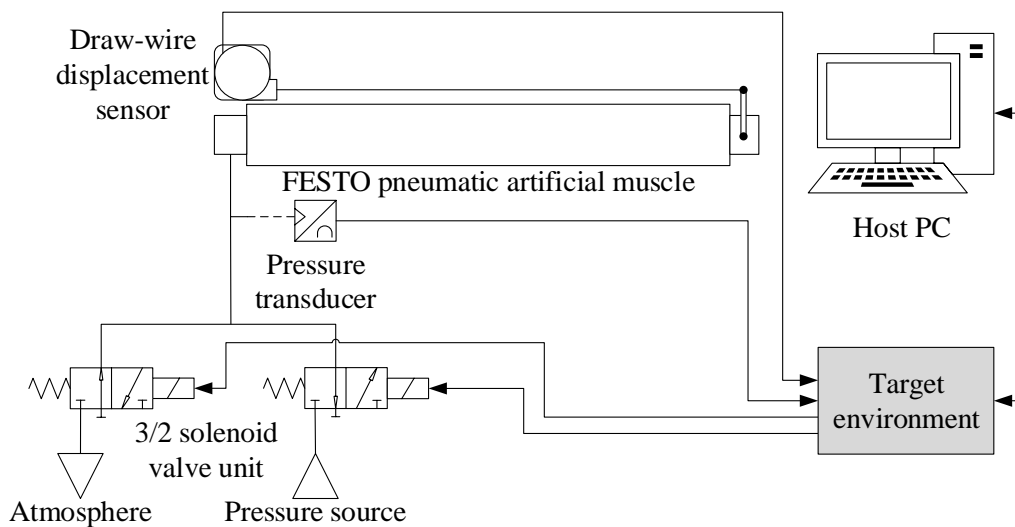 Draw-wire
displacement
sensor
FESTO pneumatic artificial muscle
Host PC
Pressure
transducer
Target
environment
3/2 solenoid
valve unit
Atmosphere
Pressure source